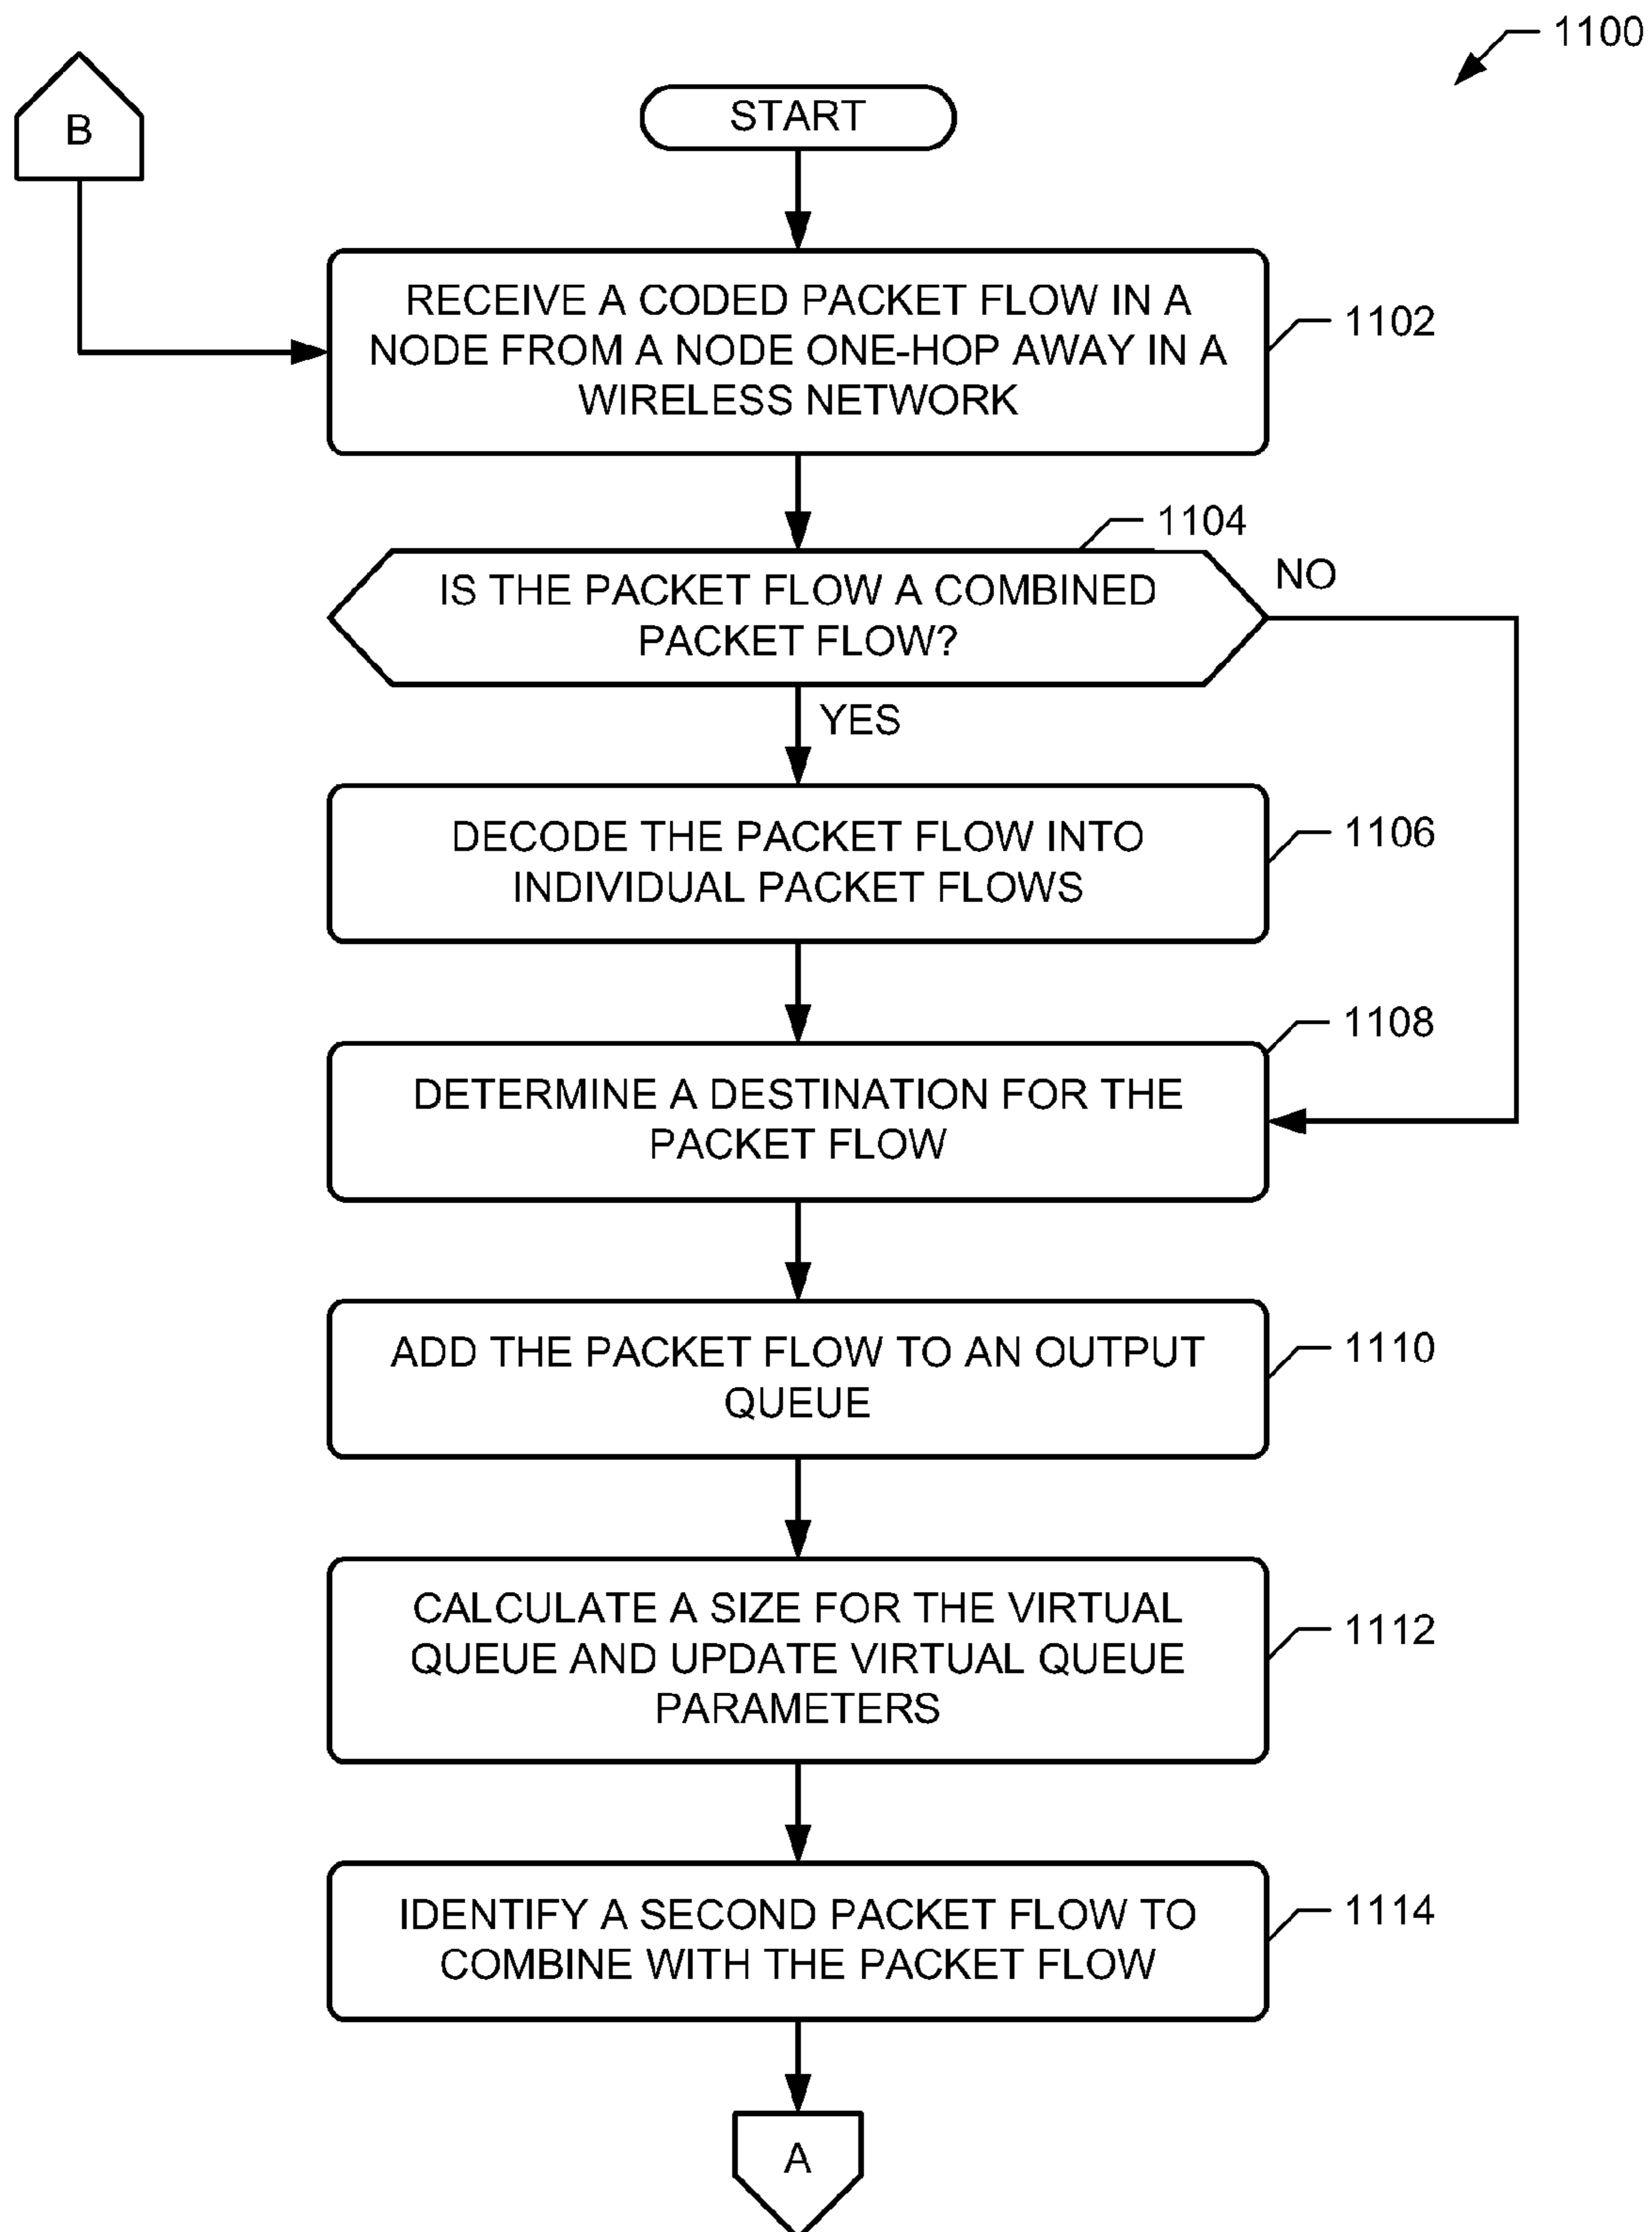 1100
B
START
RECEIVE A CODED PACKET FLOW IN A
NODE FROM A NODE ONE-HOP AWAY IN A
WIRELESS NETWORK
1102
1104
IS THE PACKET FLOW A COMBINED
PACKET FLOW?
NO
YES
DECODE THE PACKET FLOW INTO
INDIVIDUAL PACKET FLOWS
1106
1108
DETERMINE A DESTINATION FOR THE
PACKET FLOW
ADD THE PACKET FLOW TO AN OUTPUT
QUEUE
1110
CALCULATE A SIZE FOR THE VIRTUAL
QUEUE AND UPDATE VIRTUAL QUEUE
PARAMETERS
1112
IDENTIFY A SECOND PACKET FLOW TO
COMBINE WITH THE PACKET FLOW
1114
A